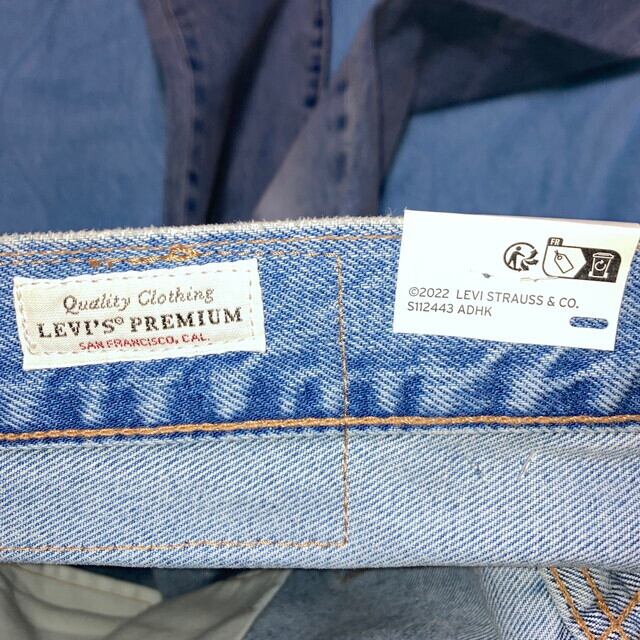 Quality Clothing
LEVI'S® PREMIUM
SAN FRANCISCO, CAL.
FR
©2022 LEVI STRAUSS & CO.
S112443 ADHK